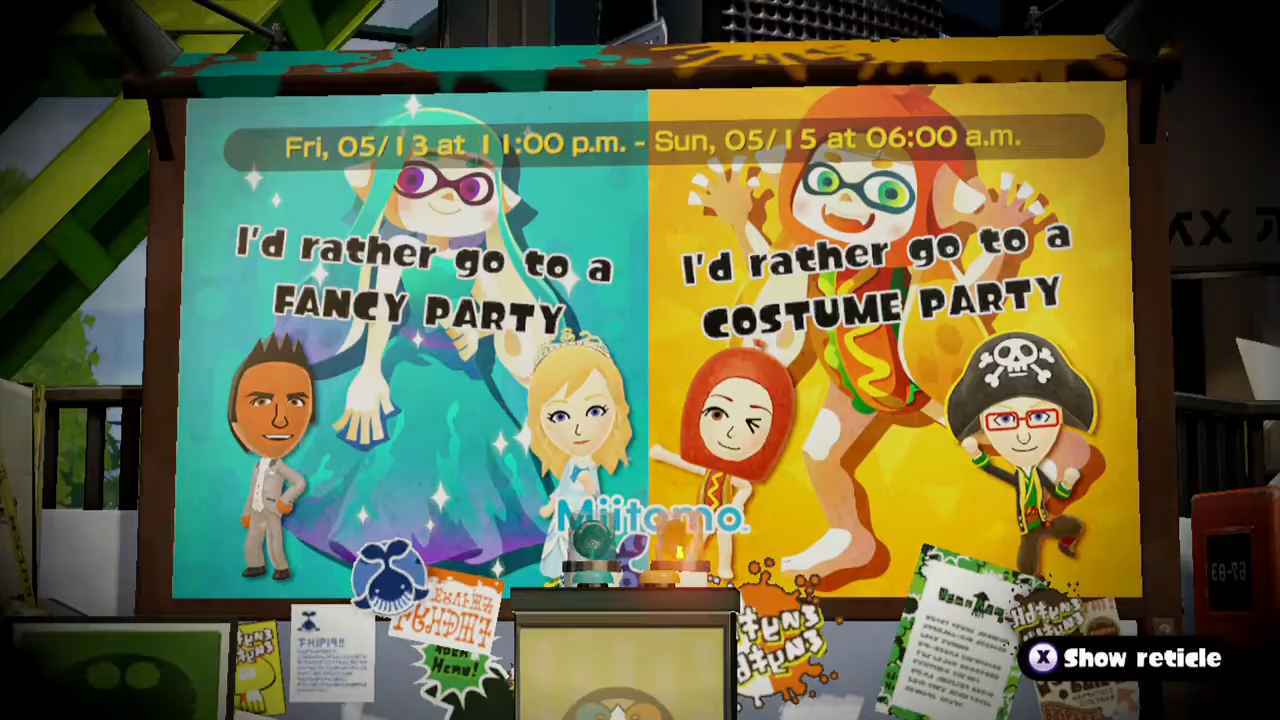 Fri, 05/13 at 11:00 p.m. - Sun, 05/15 at 06:00 a.m.
I'd rather go to a
FANCY PARTY
I'd rather go to a
COSTUME PARTY
Miitomo.
X Show reticle